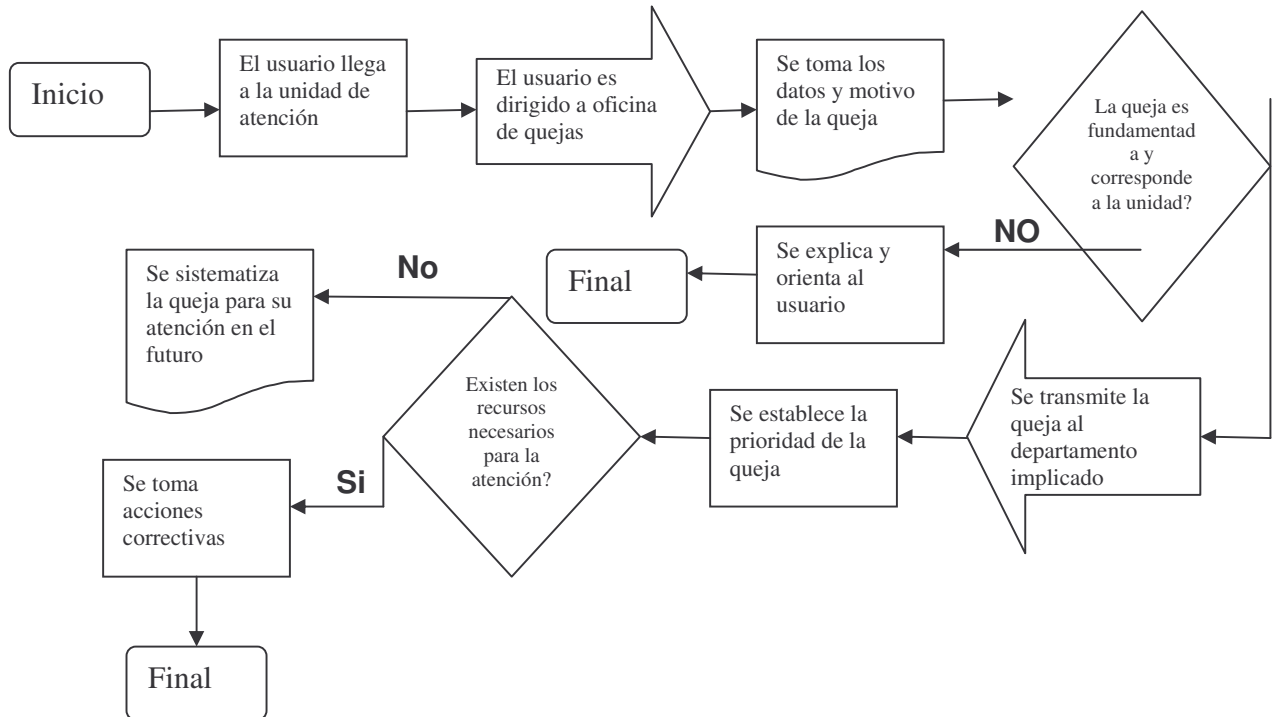 Inicio
El usuario llega
a la unidad de
atención
El usuario es
dirigido a oficina
de quejas
Se toma los
datos y motivo
de la queja
La queja es
fundamentad
a y
corresponde
a la unidad?
NO
Se explica y
orienta al
usuario
Final
Se transmite la
queja al
departamento
implicado
Se establece la
prioridad de la
queja
Existen los
recursos
necesarios
para la
atención?
No
Se sistematiza
la queja para su
atención en el
futuro
Si
Se toma
acciones
correctivas
Final